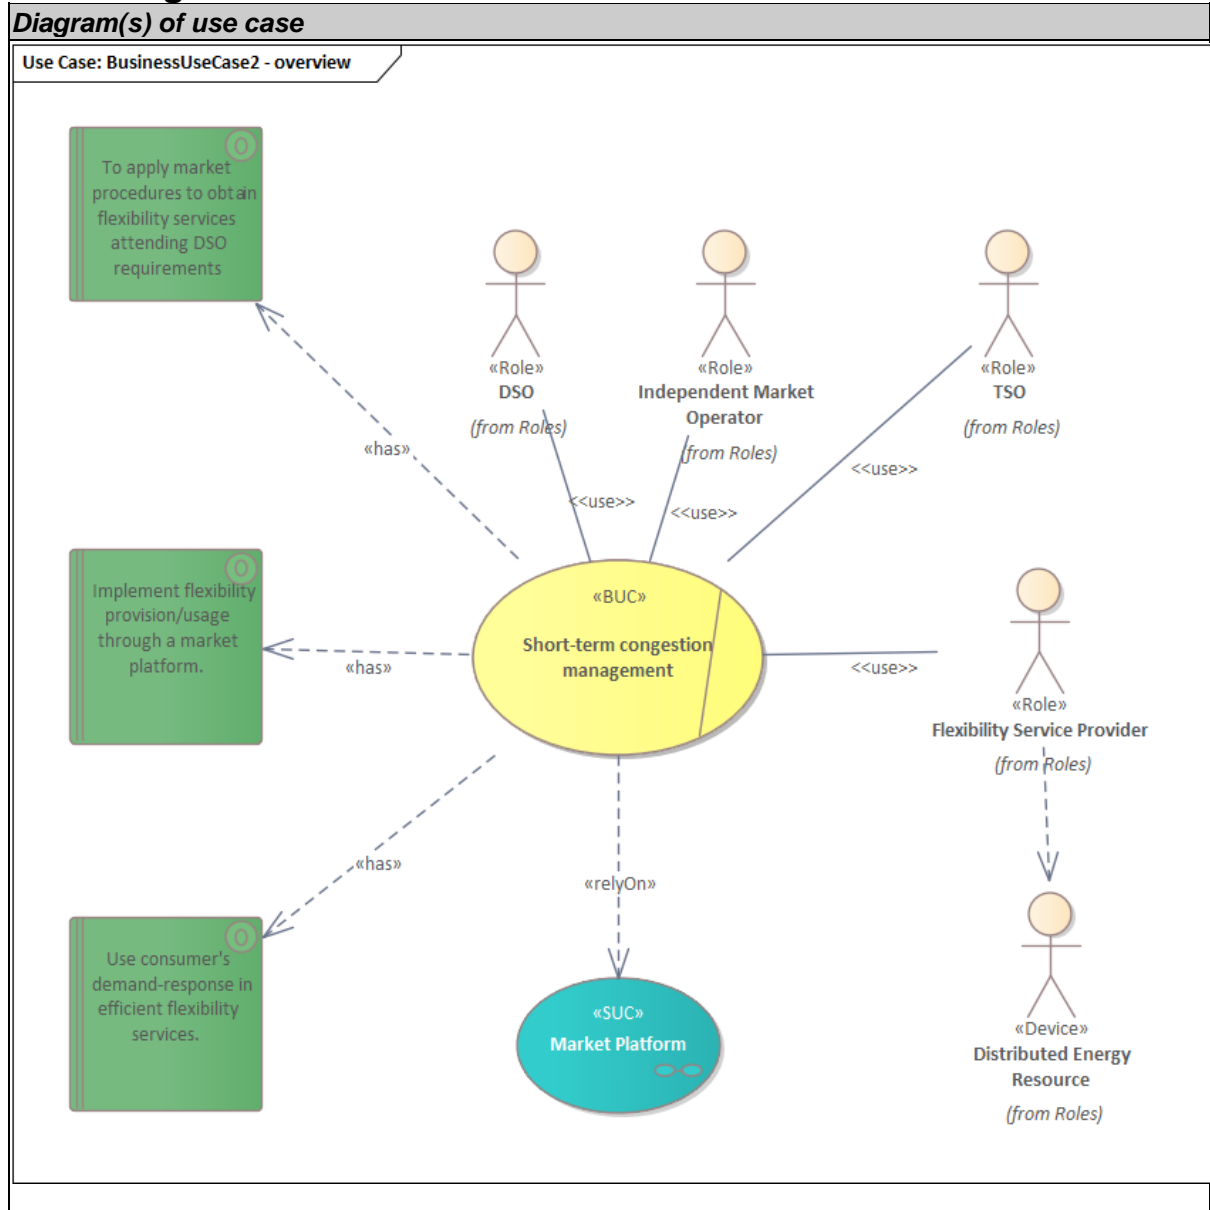 Diagram(s) of use case
Use Case: BusinessUseCase2 - overview
To apply market
procedures to obtain
flexibility services
attending DSO
requirements
«Role»
DSO
(from Roles)
«Role»
Independent Market
Operator
(from Roles)
«Role»
TSO
(from Roles)
«has»
<<use>>
<<use>>
<<use>>
Implement flexibility
provision/usage
through a market
platform.
«has»
«BUC»
Short-term congestion
management
<<use>>
«Role»
Flexibility Service Provider
(from Roles)
«has»
«relyOn»
Use consumer's
demand-response in
efficient flexibility
services.
«SUC»
Market Platform
«Device»
Distributed Energy
Resource
(from Roles)